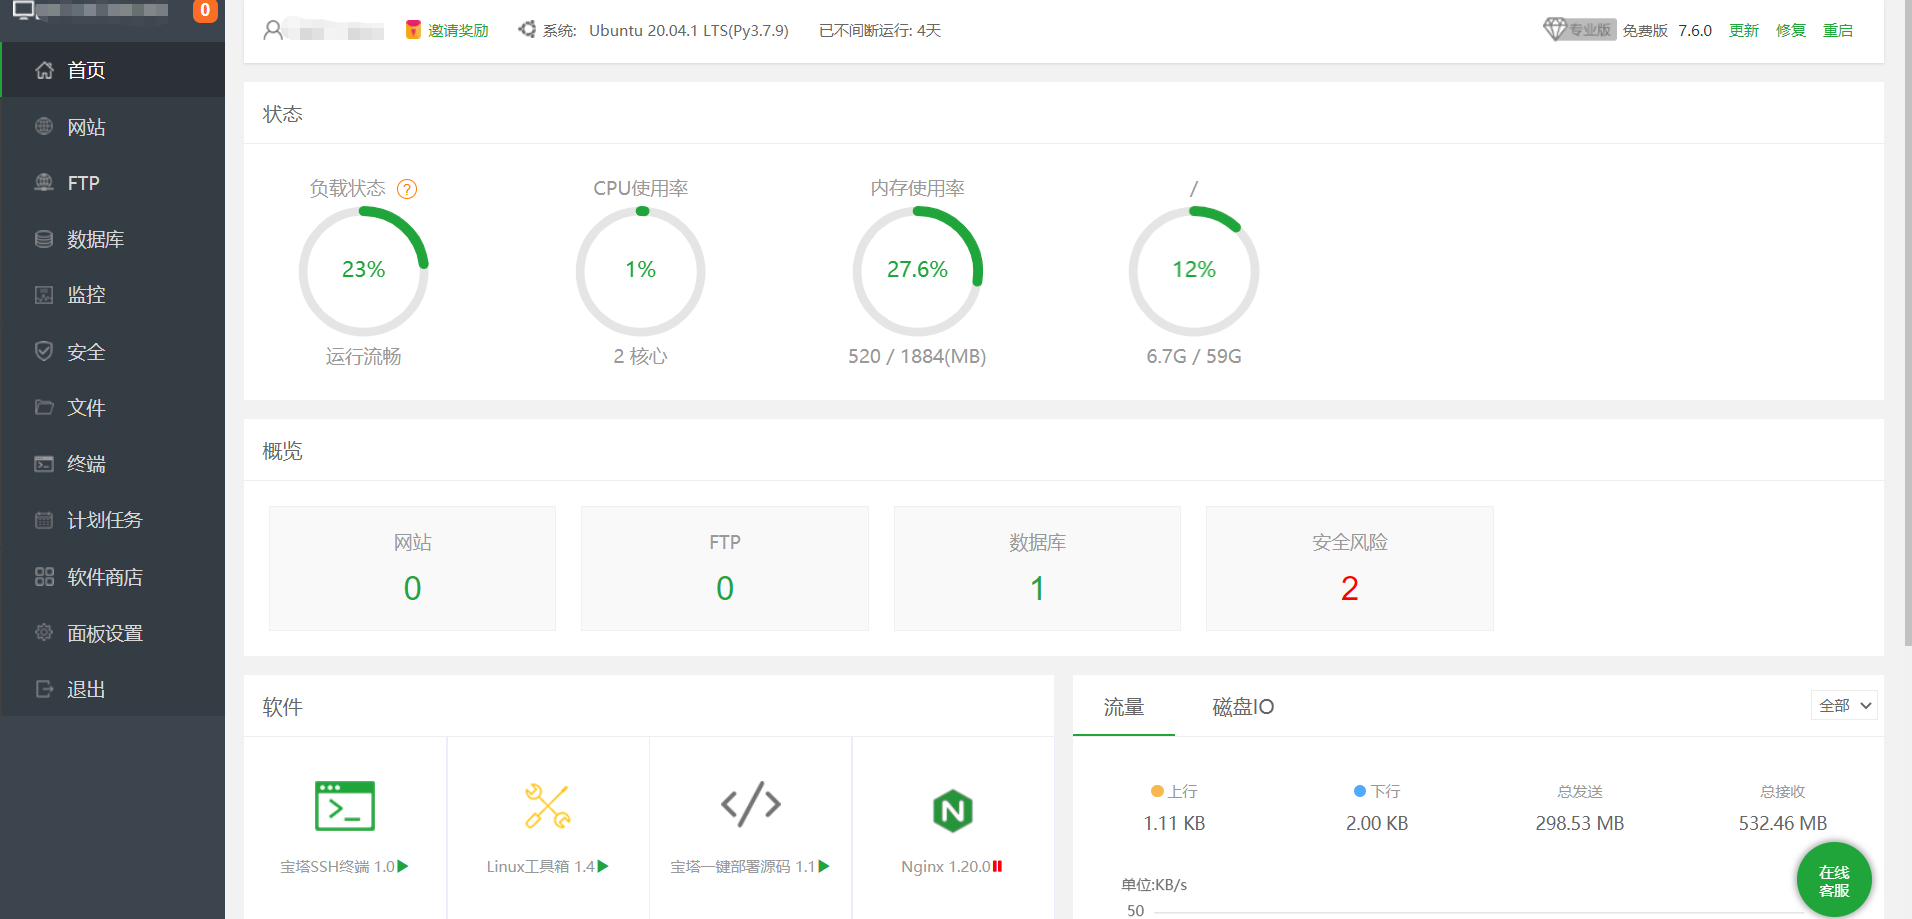 0
首页
网站
FTP
数据库
监控
安全
文件
终端
计划任务
软件商店
面板设置
退出
邀请奖励 系统: Ubuntu 20.04.1 LTS(Py3.7.9) 已不间断运行: 4天 专业版 免费版 7.6.0 更新 修复 重启
状态
负载状态 ? CPU使用率 内存使用率 /
23% 1% 27.6% 12%
运行流畅 2 核心 520 / 1884(MB) 6.7G / 59G
概览
网站 FTP 数据库 安全风险
0 0 1 2
软件
宝塔SSH终端 1.0 Linux工具箱 1.4 宝塔一键部署源码 1.1 Nginx 1.20.0
流量 磁盘IO 全部
上行 下行 总发送 总接收
1.11 KB 2.00 KB 298.53 MB 532.46 MB
单位:KB/s
50
在线
客服